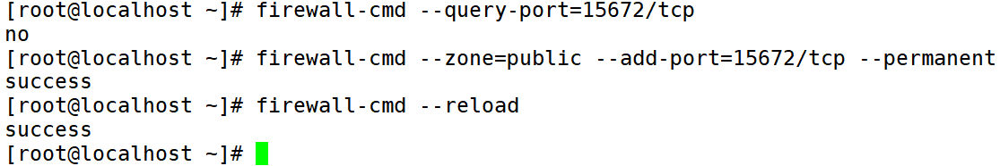 [root@localhost ~]# firewall-cmd --query-port=15672/tcp
no
[root@localhost ~]# firewall-cmd --zone=public --add-port=15672/tcp --permanent
success
[root@localhost ~]# firewall-cmd --reload
success
[root@localhost ~]#